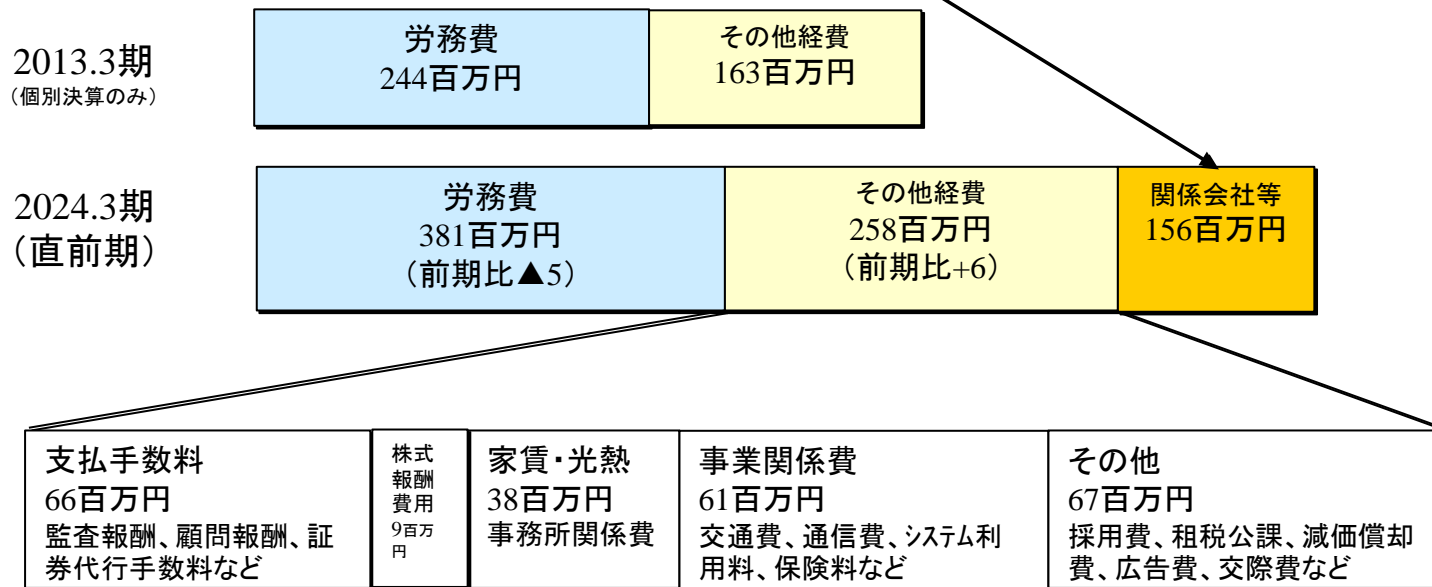 2013.3期
（個別決算のみ）
労務費
244百万円
その他経費
163百万円
2024.3期
（直前期）
労務費
381百万円
（前期比▲5）
その他経費
258百万円
（前期比+6）
関係会社等
156百万円
支払手数料
66百万円
監査報酬、顧問報酬、証
券代行手数料など
株式
報酬
費用
9百万
円
家賃・光熱
38百万円
事務所関係費
事業関係費
61百万円
交通費、通信費、システム利
用料、保険料など
その他
67百万円
採用費、租税公課、減価償却
費、広告費、交際費など